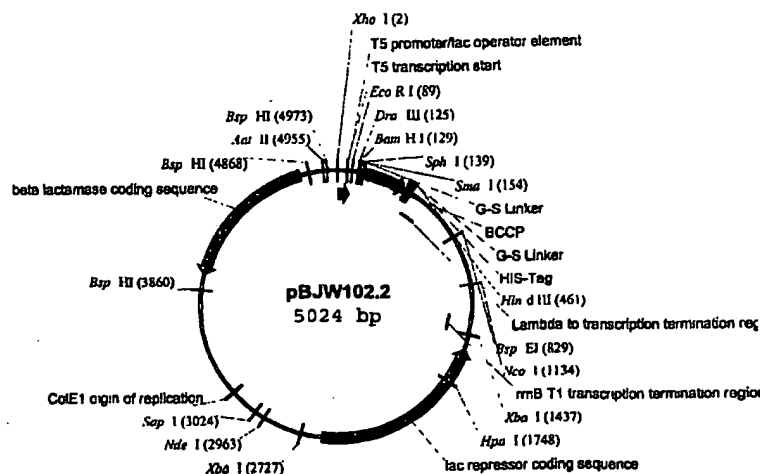 Xho I (2)
T5 promoter/lac operator element
T5 transcription start
Eco R I (89)
Bsp HI (4973)
Dra III (125)
Aat II (4955)
Bam H I (129)
Bsp HI (4868)
Sph I (139)
Sma I (154)
beta lactamase coding sequence
G-S Linker
BCCP
G-S Linker
HIS-Tag
Bsp HI (3860)
Hin d III (461)
pBJW102.2
5024 bp
Lambda to transcription termination reg
Bsp EI (829)
Nco I (1134)
rrnB T1 transcription termination region
ColE1 origin of replication
Xba I (1437)
Sap I (3024)
Hpa I (1748)
Nde I (2963)
Xba I (2727)
lac repressor coding sequence